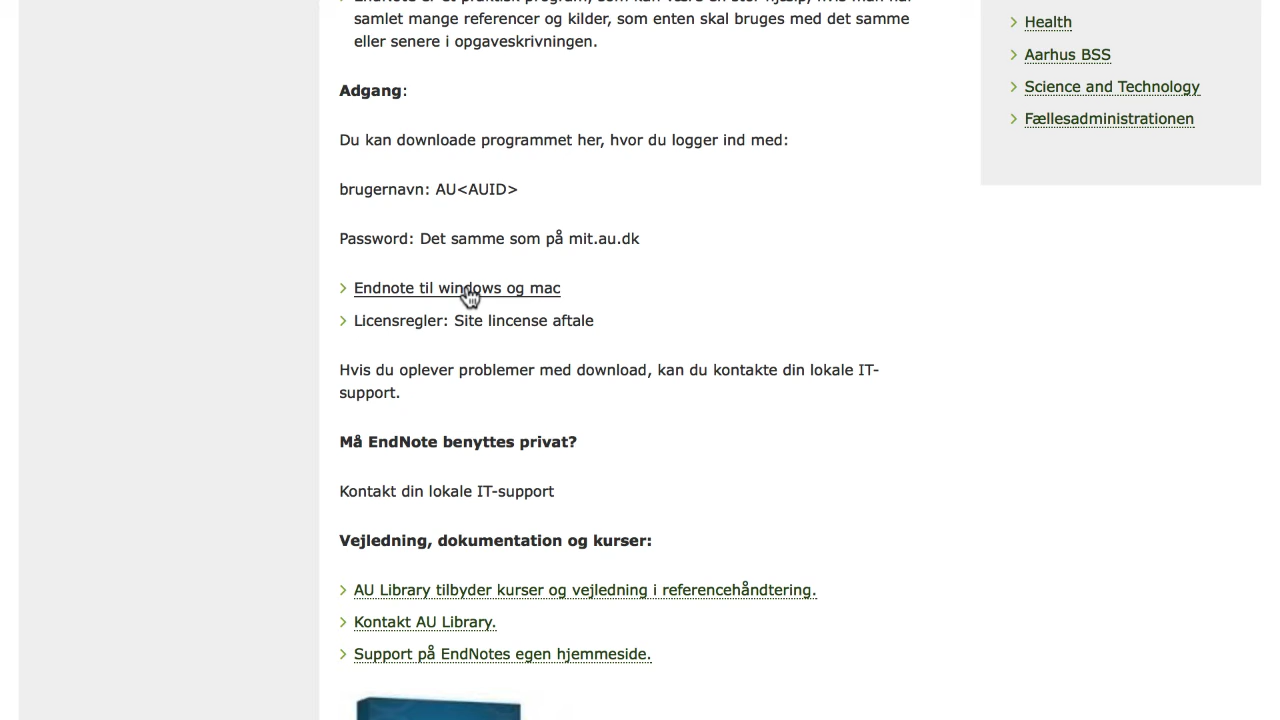 samlet mange referencer og kilder, som enten skal bruges med det samme
eller senere i opgaveskrivningen.
Adgang:
Du kan downloade programmet her, hvor du logger ind med:
brugernavn: AU<AUID>
Password: Det samme som på mit.au.dk
Endnote til windows og mac
Licensregler: Site lincense aftale
Hvis du oplever problemer med download, kan du kontakte din lokale IT-
support.
Må EndNote benyttes privat?
Kontakt din lokale IT-support
Vejledning, dokumentation og kurser:
AU Library tilbyder kurser og vejledning i referencehåndtering.
Kontakt AU Library.
Support på EndNotes egen hjemmeside.
Health
Aarhus BSS
Science and Technology
Fællesadministrationen